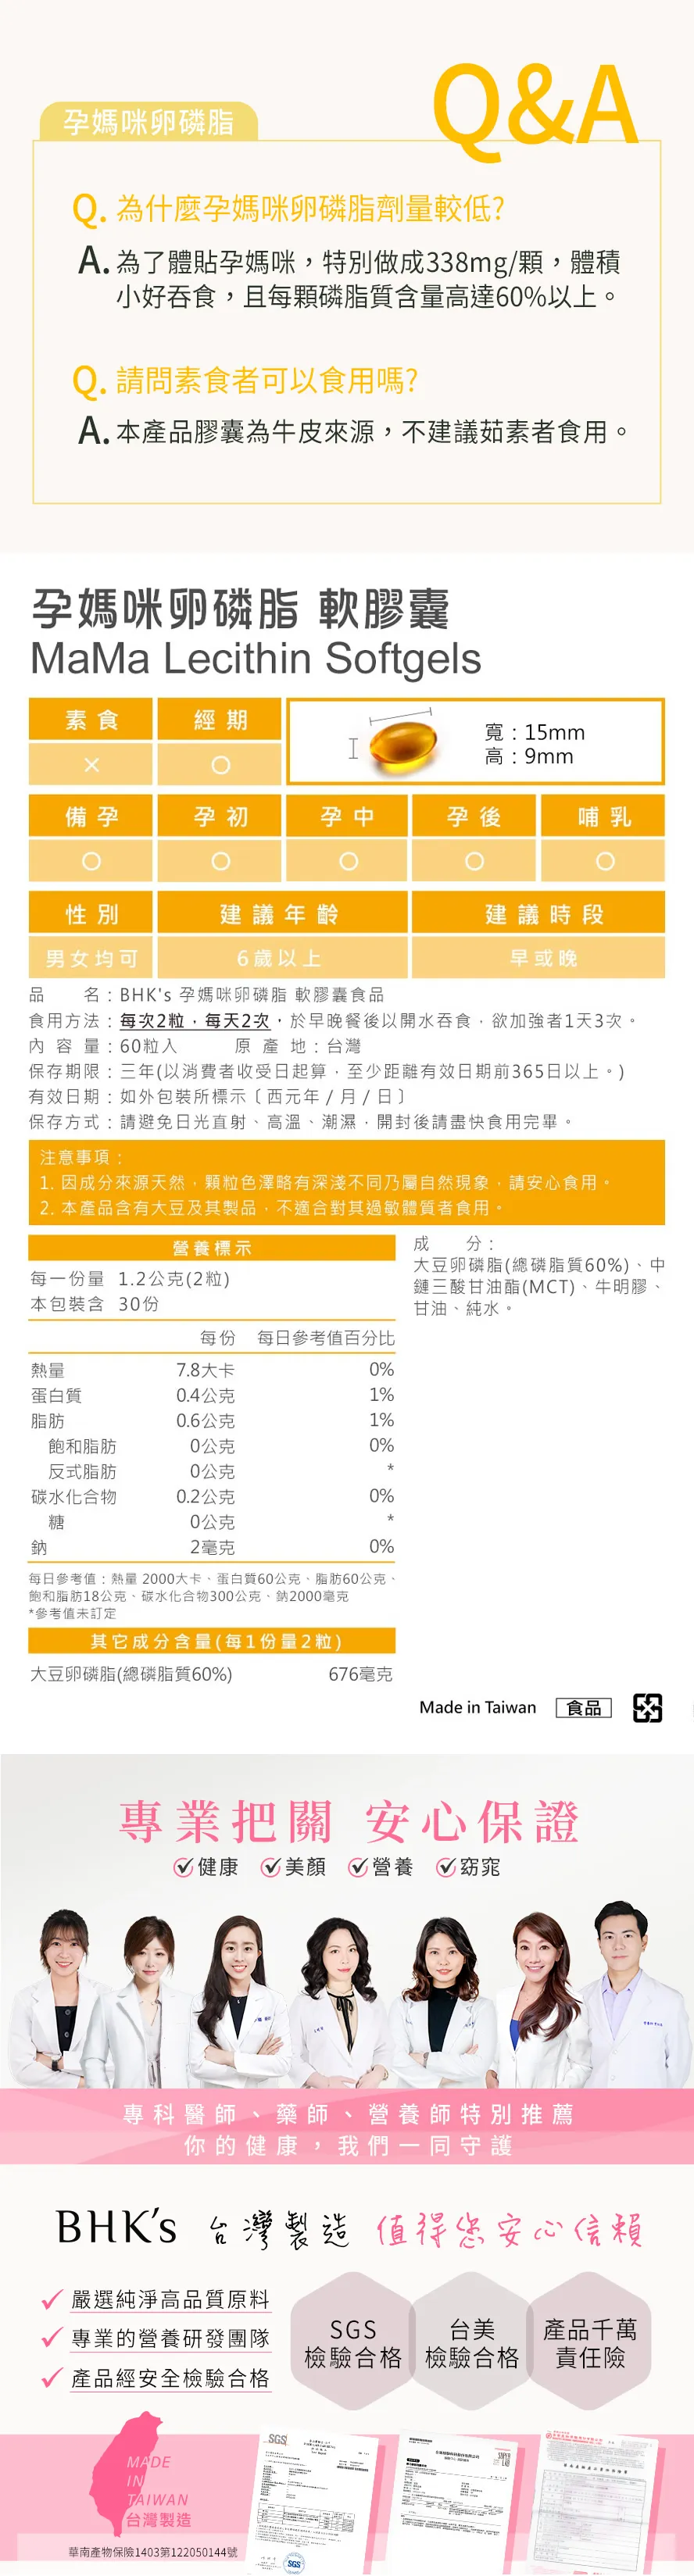 Q&A
孕媽咪卵磷脂
Q. 為什麼孕媽咪卵磷脂劑量較低?
A. 為了體貼孕媽咪，特別做成338mg/顆，體積
小好吞食，且每顆磷脂質含量高達60%以上。
Q. 請問素食者可以食用嗎?
A. 本產品膠囊為牛皮來源，不建議茹素者食用。
孕媽咪卵磷脂 軟膠囊
MaMa Lecithin Softgels
素食 經期
寬：15mm
高：9mm
× ○
備孕 孕初 孕中 孕後 哺乳
○ ○ ○ ○ ○
性別 建議年齡 建議時段
男女均可 6歲以上 早或晚
品　　名：BHK's 孕媽咪卵磷脂 軟膠囊食品
食用方法：每次2粒，每天2次，於早晚餐後以開水吞食，欲加強者1天3次。
內 容 量：60粒入 原 產 地：台灣
保存期限：三年(以消費者收受日起算，至少距離有效日期前365日以上。)
有效日期：如外包裝所標示〔西元年/月/日〕
保存方式：請避免日光直射、高溫、潮濕，開封後請盡快食用完畢。
注意事項：
1. 因成分來源天然，顆粒色澤略有深淺不同乃屬自然現象，請安心食用。
2. 本產品含有大豆及其製品，不適合對其過敏體質者食用。
營養標示
每一份量 1.2公克(2粒)
本包裝含 30份
每份 每日參考值百分比
熱量 7.8大卡 0%
蛋白質 0.4公克 1%
脂肪 0.6公克 1%
飽和脂肪 0公克 0%
反式脂肪 0公克 *
碳水化合物 0.2公克 0%
糖 0公克 *
鈉 2毫克 0%
每日參考值：熱量 2000大卡、蛋白質60公克、脂肪60公克、
飽和脂肪18公克、碳水化合物300公克、鈉2000毫克
*參考值未訂定
其它成分含量(每1份量2粒)
大豆卵磷脂(總磷脂質60%) 676毫克
成　　分：
大豆卵磷脂(總磷脂質60%)、中
鏈三酸甘油酯(MCT)、牛明膠、
甘油、純水。
Made in Taiwan 食品
專業把關 安心保證
健康 美顏 營養 窈窕
專科醫師、藥師、營養師特別推薦
你的健康，我們一同守護
BHK's 台灣製造 值得您安心信賴
嚴選純淨高品質原料
專業的營養研發團隊
產品經安全檢驗合格
SGS
檢驗合格
台美
檢驗合格
產品千萬
責任險
MADE
IN
TAIWAN
台灣製造
SGS
SUPER
LAB
SGS
華南產物保險1403第122050144號